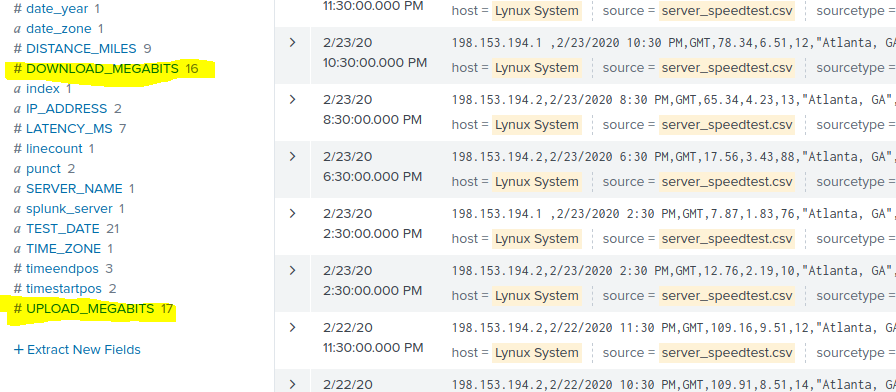 # date_year 1
a date_zone 1
# DISTANCE_MILES 9
# DOWNLOAD_MEGABITS 16
a index 1
a IP_ADDRESS 2
# LATENCY_MS 7
# linecount 1
a punct 2
a SERVER_NAME 1
a splunk_server 1
a TEST_DATE 21
a TIME_ZONE 1
# timeendpos 3
# timestartpos 2
# UPLOAD_MEGABITS 17
+ Extract New Fields
11:30:00.000 PM
host = Lynux System source = server_speedtest.csv sourcetype =
2/23/20 198.153.194.1 ,2/23/2020 10:30 PM,GMT,78.34,6.51,12,"Atlanta, GA"
10:30:00.000 PM
host = Lynux System source = server_speedtest.csv sourcetype =
2/23/20 198.153.194.2,2/23/2020 8:30 PM,GMT,65.34,4.23,13,"Atlanta, GA",
8:30:00.000 PM
host = Lynux System source = server_speedtest.csv sourcetype =
2/23/20 198.153.194.2,2/23/2020 6:30 PM,GMT,17.56,3.43,88,"Atlanta, GA",
6:30:00.000 PM
host = Lynux System source = server_speedtest.csv sourcetype =
2/23/20 198.153.194.1 ,2/23/2020 2:30 PM,GMT,7.87,1.83,76,"Atlanta, GA"
2:30:00.000 PM
host = Lynux System source = server_speedtest.csv sourcetype =
2/23/20 198.153.194.2,2/23/2020 2:30 PM,GMT,12.76,2.19,10,"Atlanta, GA",
2:30:00.000 PM
host = Lynux System source = server_speedtest.csv sourcetype =
2/22/20 198.153.194.2,2/22/2020 11:30 PM,GMT,109.16,9.51,12,"Atlanta, GA
11:30:00.000 PM
host = Lynux System source = server_speedtest.csv sourcetype =
2/22/20 198.153.194.2,2/22/2020 10:30 PM,GMT,109.91,8.51,14,"Atlanta, GA